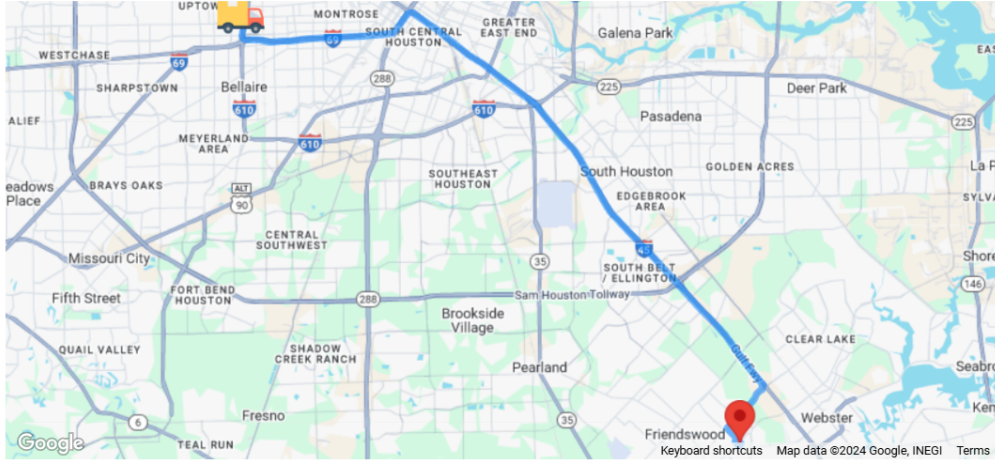 UPTOW
MONTROSE
GREATER
EAST END
Galena Park
EAS
WESTCHASE
69
69
SOUTH CENTRAL
HOUSTON
SHARPSTOWN
Bellaire
288
225
Deer Park
610
610
Pasadena
ALIEF
MEYERLAND
AREA
610
225
eadows
Place
BRAYS OAKS
ALT
90
SOUTHEAST
HOUSTON
South Houston
GOLDEN ACRES
La P
EDGEBROOK
AREA
SYLVA
CENTRAL
SOUTHWEST
45
Missouri City
35
SOUTH BELT
/ ELLINGTON
Shore
146
Fifth Street
FORT BEND
HOUSTON
288
Sam Houston Tollway
Brookside
Village
QUAIL VALLEY
SHADOW
CREEK RANCH
CLEAR LAKE
Gulf Fwy
Pearland
Seabro
6
Fresno
35
Webster
Kem
Friendswood
TEAL RUN
Google
Keyboard shortcuts
Map data ©2024 Google, INEGI
Terms